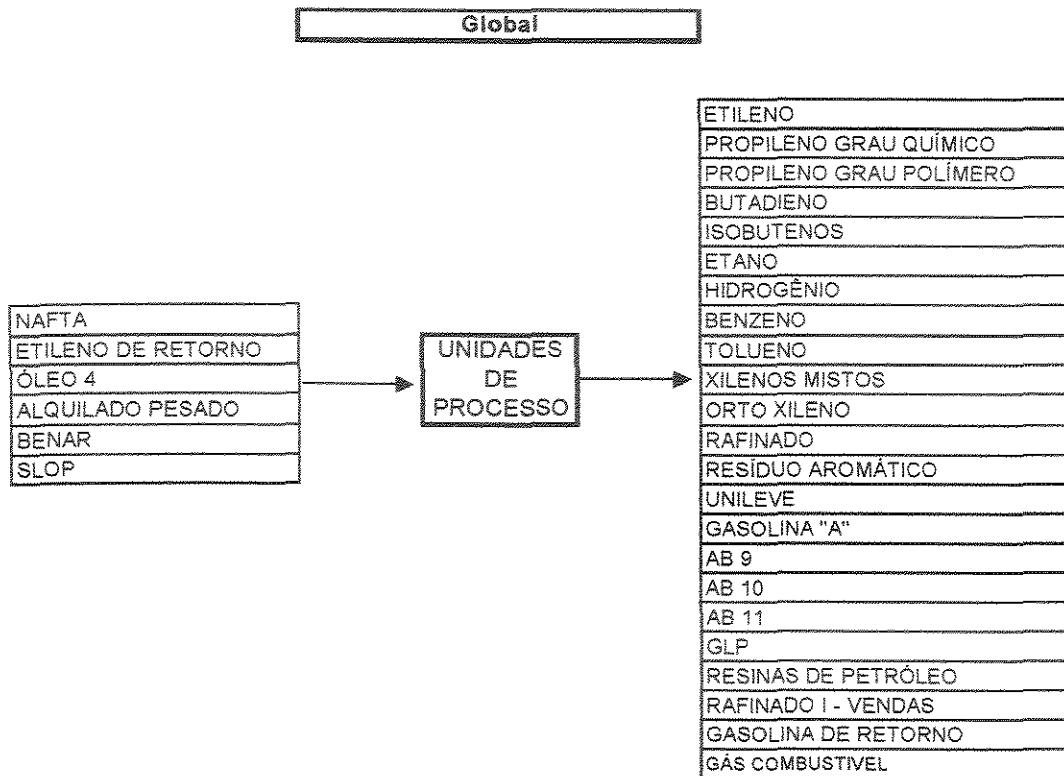 Global
NAFTA
ETILENO DE RETORNO
ÓLEO 4
ALQUILADO PESADO
BENAR
SLOP
UNIDADES
DE
PROCESSO
ETILENO
PROPILENO GRAU QUÍMICO
PROPILENO GRAU POLÍMERO
BUTADIENO
ISOBUTENOS
ETANO
HIDROGÊNIO
BENZENO
TOLUENO
XILENOS MISTOS
ORTO XILENO
RAFINADO
RESÍDUO AROMÁTICO
UNILEVE
GASOLINA "A"
AB 9
AB 10
AB 11
GLP
RESINAS DE PETRÓLEO
RAFINADO I - VENDAS
GASOLINA DE RETORNO
GÁS COMBUSTIVEL